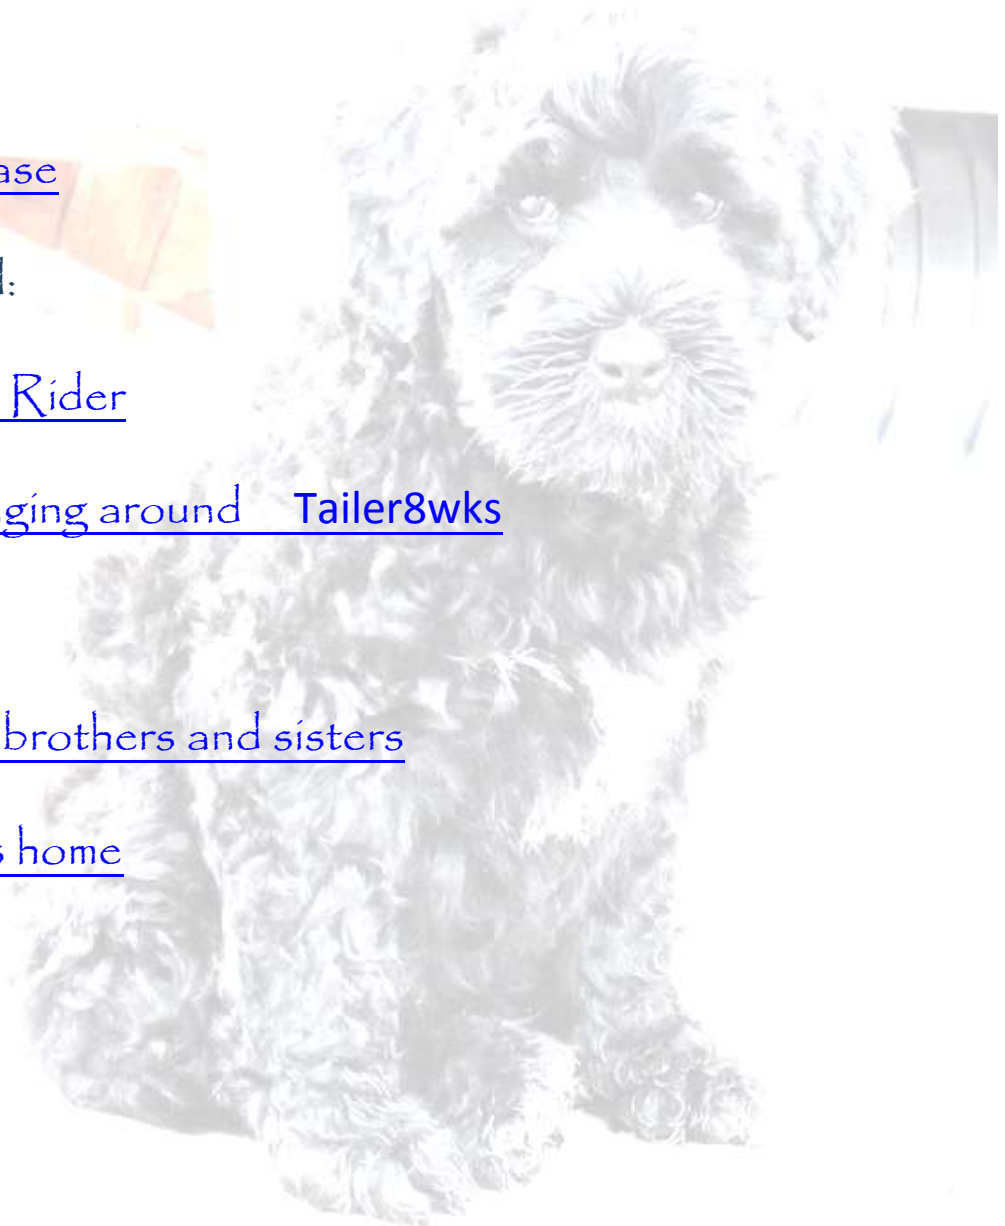 ase
d:
Rider
ging around Tailer8wks
brothers and sisters
s home